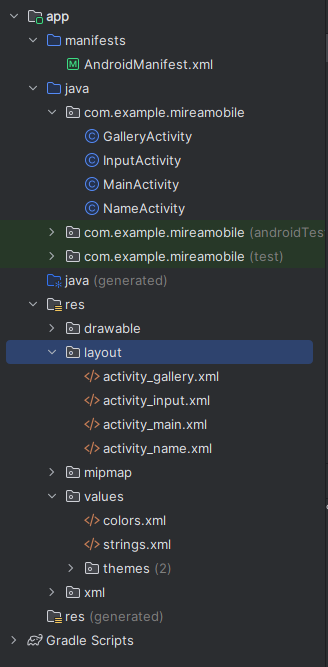 app
manifests
AndroidManifest.xml
java
com.example.mireamobile
GalleryActivity
InputActivity
MainActivity
NameActivity
com.example.mireamobile (androidTes
com.example.mireamobile (test)
java (generated)
res
drawable
layout
activity_gallery.xml
activity_input.xml
activity_main.xml
activity_name.xml
mipmap
values
colors.xml
strings.xml
themes (2)
xml
res (generated)
Gradle Scripts